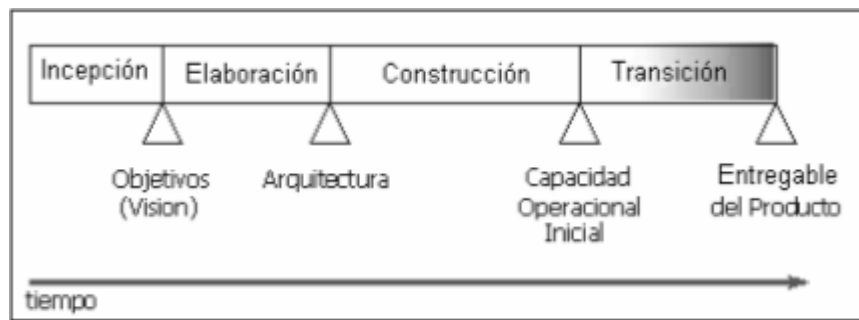 Incepción
Elaboración
Construcción
Transición
Objetivos
(Vision)
Arquitectura
Capacidad
Operacional
Inicial
Entregable
del Producto
tiempo